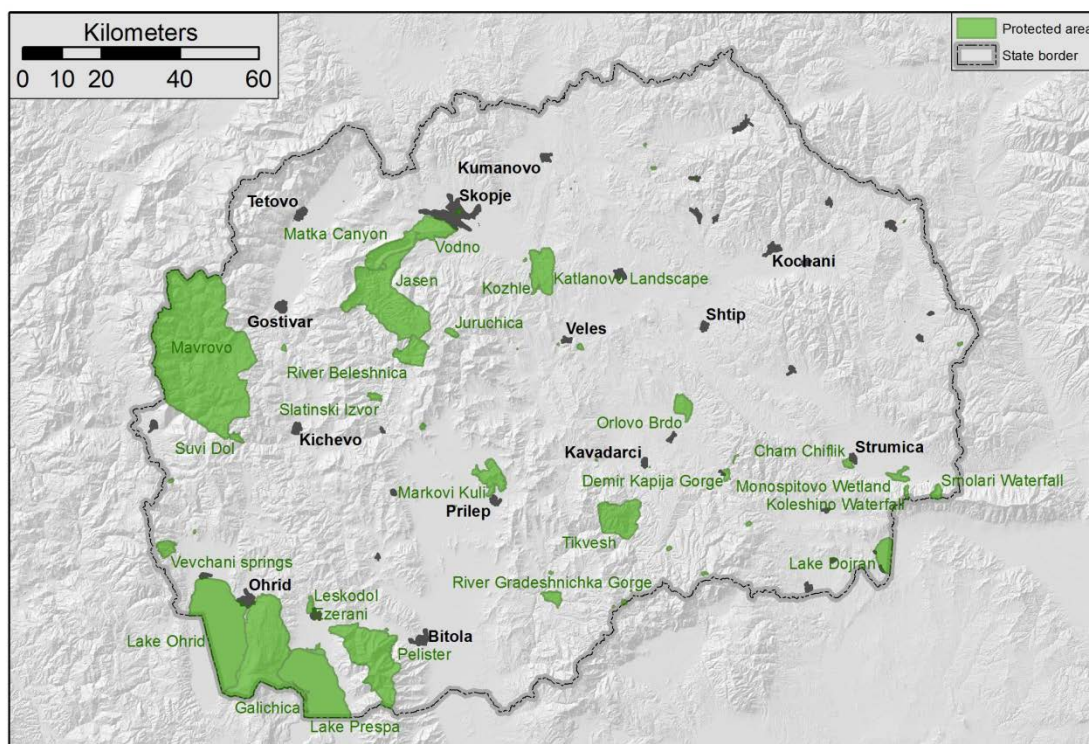 Kilometers
0 10 20 40 60
Protected area
State border
Kumanovo
Skopje
Tetovo
Matka Canyon
Vodno
Kochani
Jasen
Kozhle
Katlanovo Landscape
Gostivar
Juruchica
Veles
Shtip
Mavrovo
River Beleshnica
Slatinski Izvor
Orlovo Brdo
Suvi Dol
Kichevo
Kavadarci
Cham Chiflik
Strumica
Demir Kapija Gorge
Monospitovo Wetland
Smolari Waterfall
Markovi Kuli
Koleshino Waterfall
Prilep
Tikvesh
Vevchani springs
Lake Dojran
Ohrid
Leskodol
Ezerani
River Gradeshnichka Gorge
Lake Ohrid
Bitola
Pelister
Galichica
Lake Prespa